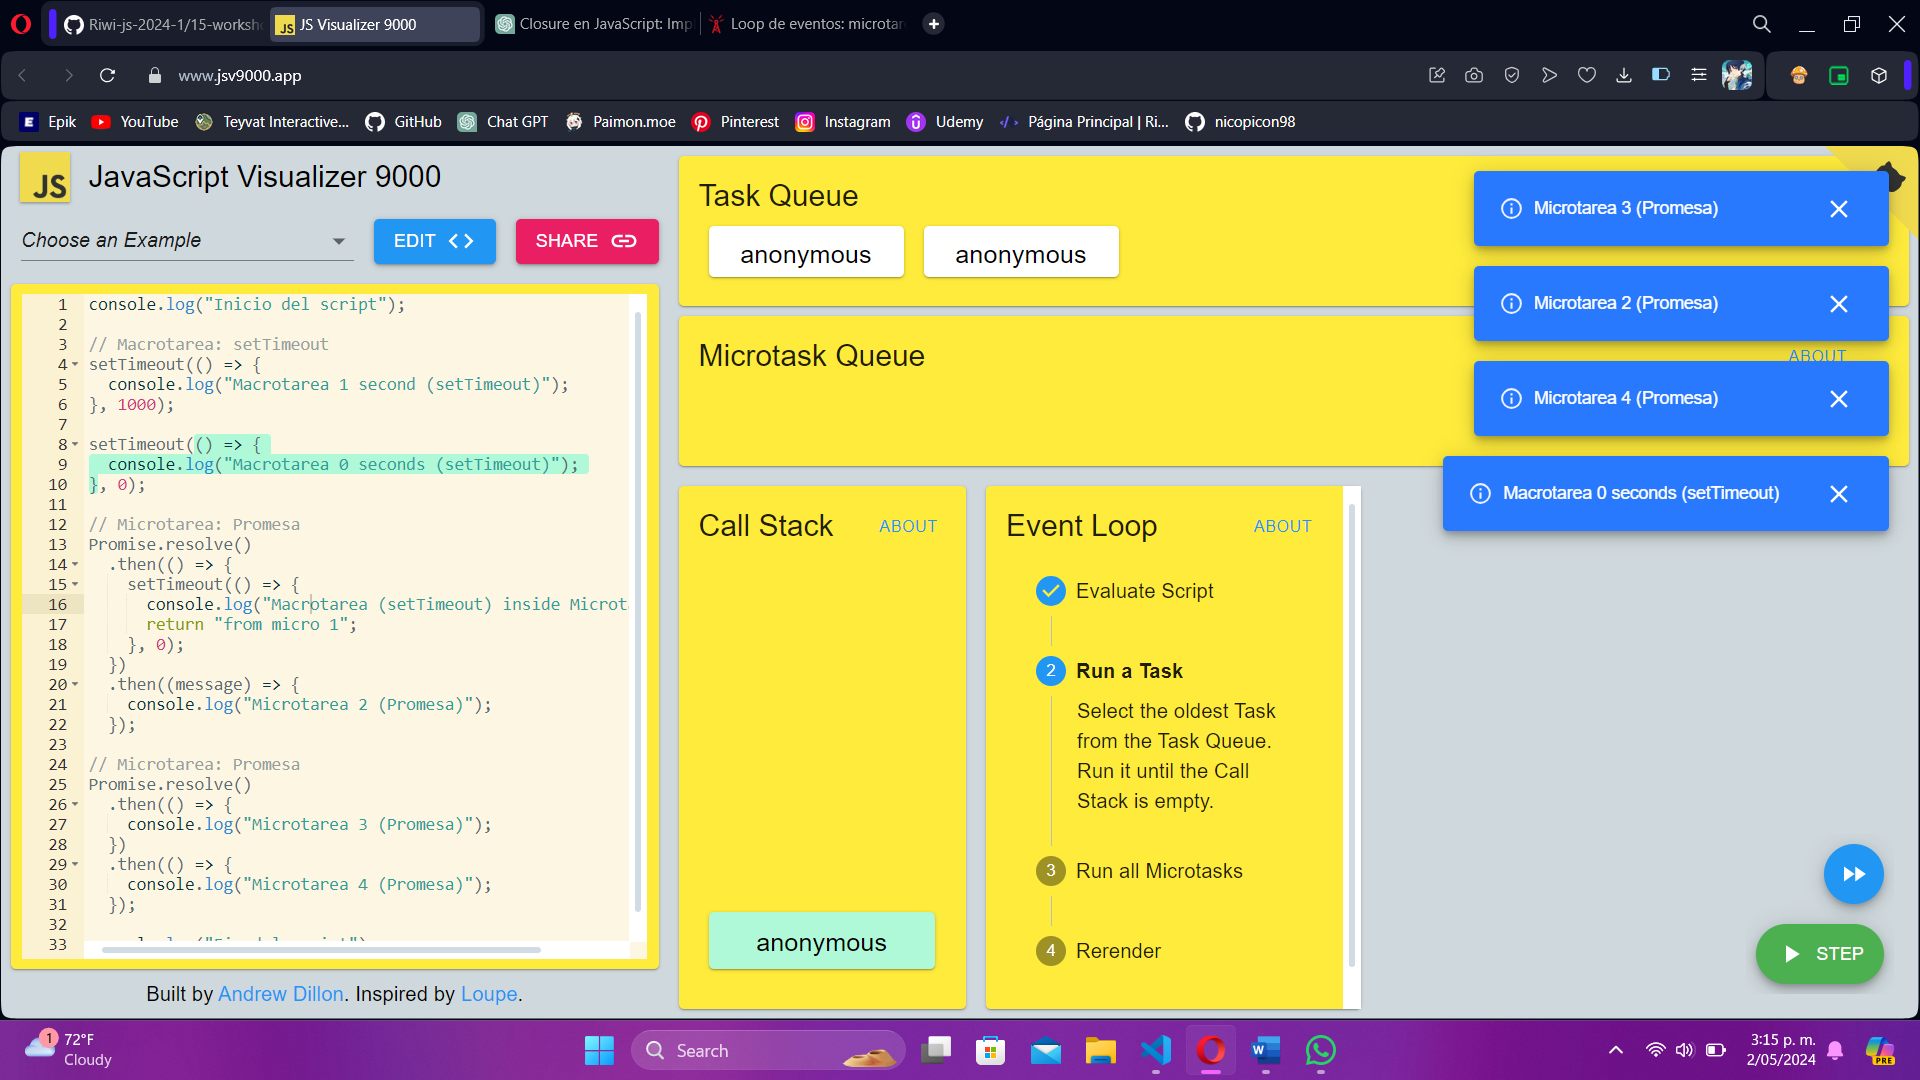 Riwi-js-2024-1/15-worksh
JS Visualizer 9000
Closure en JavaScript: Imp
Loop de eventos: microtar
www.jsv9000.app
Epik
YouTube
Teyvat Interactive...
GitHub
Chat GPT
Paimon.moe
Pinterest
Instagram
Udemy
Página Principal | Ri...
nicopicon98
JS
JavaScript Visualizer 9000
Choose an Example
EDIT
SHARE
1 console.log("Inicio del script");
2
3 // Macrotarea: setTimeout
4 setTimeout(() => {
5 console.log("Macrotarea 1 second (setTimeout)");
6 }, 1000);
7
8 setTimeout(() => {
9 console.log("Macrotarea 0 seconds (setTimeout)");
10 }, 0);
11
12 // Microtarea: Promesa
13 Promise.resolve()
14 .then(() => {
15 setTimeout(() => {
16 console.log("Macrotarea (setTimeout) inside Microt
17 return "from micro 1";
18 }, 0);
19 })
20 .then((message) => {
21 console.log("Microtarea 2 (Promesa)");
22 });
23
24 // Microtarea: Promesa
25 Promise.resolve()
26 .then(() => {
27 console.log("Microtarea 3 (Promesa)");
28 })
29 .then(() => {
30 console.log("Microtarea 4 (Promesa)");
31 });
32
33
Built by Andrew Dillon. Inspired by Loupe.
Task Queue
anonymous
anonymous
Microtask Queue
ABOUT
Microtarea 3 (Promesa)
Microtarea 2 (Promesa)
Microtarea 4 (Promesa)
Macrotarea 0 seconds (setTimeout)
Call Stack
ABOUT
anonymous
Event Loop
ABOUT
Evaluate Script
2 Run a Task
Select the oldest Task
from the Task Queue.
Run it until the Call
Stack is empty.
3 Run all Microtasks
4 Rerender
STEP
1
72°F
Cloudy
Search
3:15 p. m.
2/05/2024
PRE